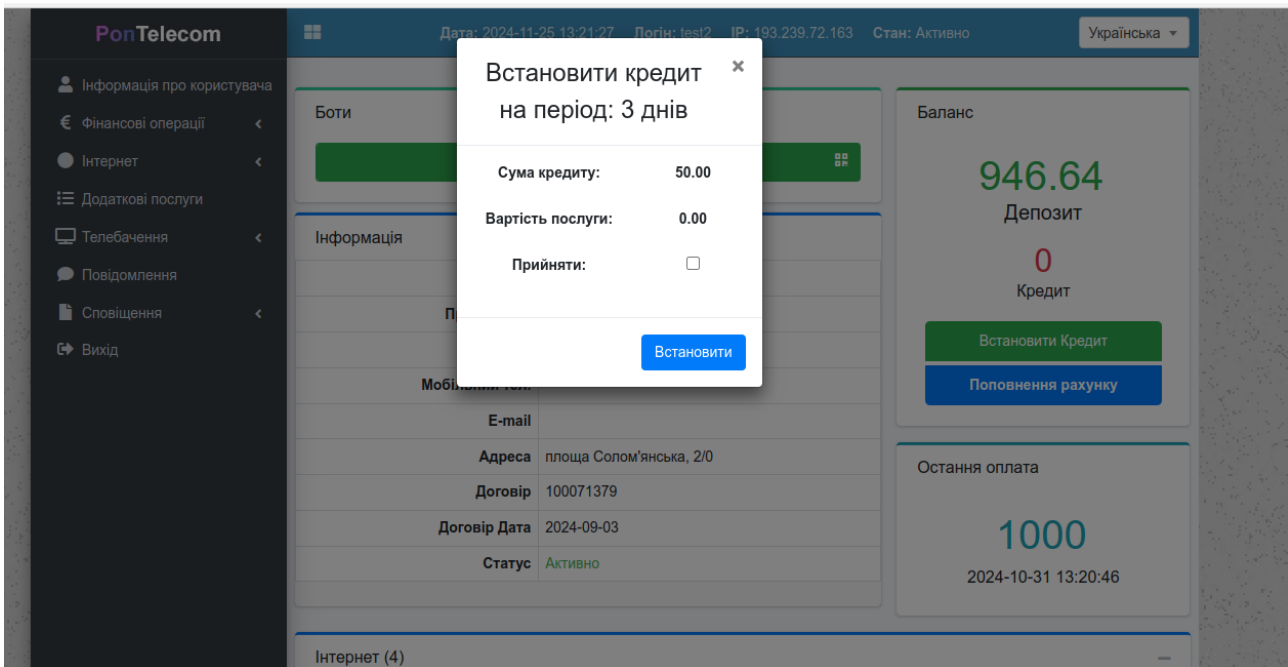 PonTelecom
Дата: 2024-11-25 13:21:27 Логін: test2 IP: 193.239.72.163 Стан: Активно
Українська
Інформація про користувача
Фінансові операції
Інтернет
Додаткові послуги
Телебачення
Повідомлення
Сповіщення
Вихід
Встановити кредит
на період: 3 днів
×
Сума кредиту: 50.00
Вартість послуги: 0.00
Прийняти:
Встановити
Боти
Інформація
E-mail
Адреса площа Солом'янська, 2/0
Договір 100071379
Договір Дата 2024-09-03
Статус Активно
Баланс
946.64
Депозит
0
Кредит
Встановити Кредит
Поповнення рахунку
Остання оплата
1000
2024-10-31 13:20:46
Інтернет (4)